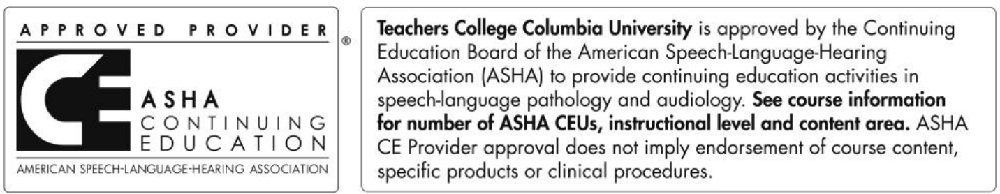 APPROVED PROVIDER
®
CE
ASHA
CONTINUING
EDUCATION
AMERICAN SPEECH-LANGUAGE-HEARING ASSOCIATION
Teachers College Columbia University is approved by the Continuing
Education Board of the American Speech-Language-Hearing
Association (ASHA) to provide continuing education activities in
speech-language pathology and audiology. See course information
for number of ASHA CEUs, instructional level and content area. ASHA
CE Provider approval does not imply endorsement of course content,
specific products or clinical procedures.